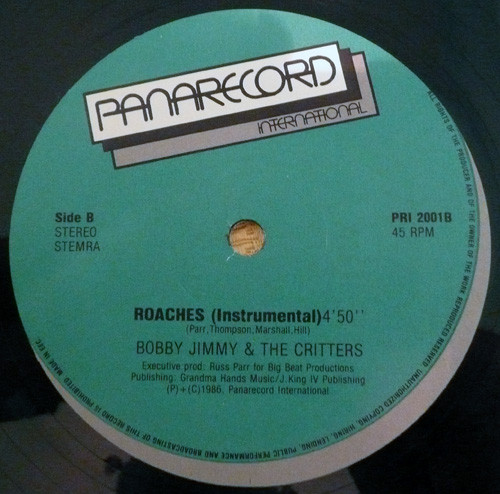 PANARECORD
INTERNATIONAL
Side B
STEREO
STEMRA
PRI 2001B
45 RPM
ROACHES (Instrumental)4'50''
(Parr,Thompson,Marshall,Hill)
BOBBY JIMMY & THE CRITTERS
Executive prod: Russ Parr for Big Beat Productions
Publishing: Grandma Hands Music/J.King IV Publishing
(P)+(C)1986, Panarecord International
ALL RIGHTS OF THE PRODUCER AND OF THE OWNER OF THE WORK REPRODUCED RESERVED. UNAUTHORIZED COPYING, HIRING, LENDING, PUBLIC PERFORMANCE AND BROADCASTING OF THIS RECORD IS PROHIBITED. MADE IN EEC.